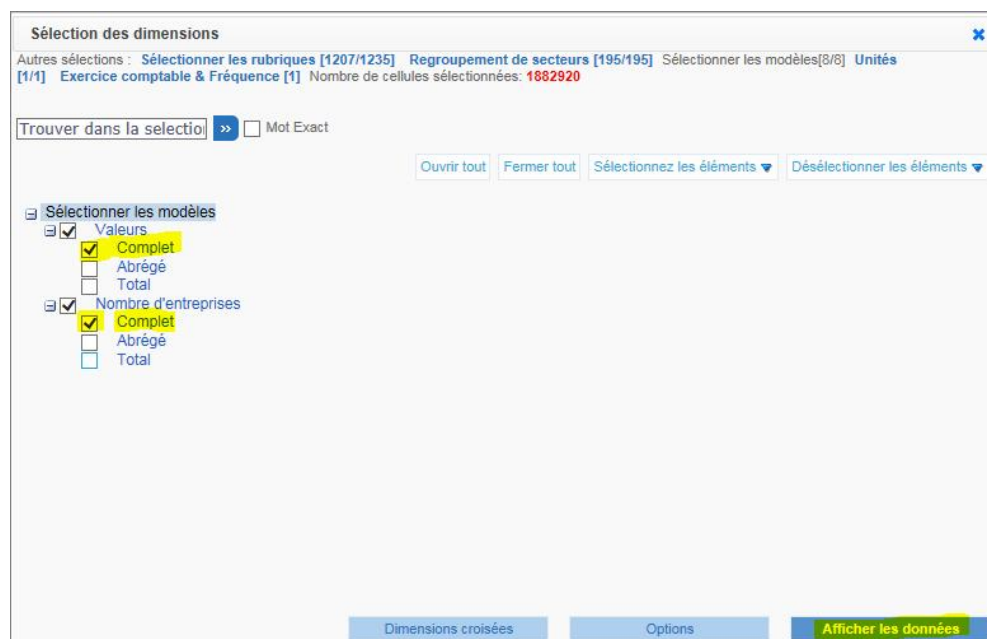 Sélection des dimensions
Autres sélections : Sélectionner les rubriques [1207/1235] Regroupement de secteurs [195/195] Sélectionner les modèles[8/8] Unités
[1/1] Exercice comptable & Fréquence [1] Nombre de cellules sélectionnées: 1882920
Trouver dans la selectio » Mot Exact
Ouvrir tout Fermer tout Sélectionnez les éléments Désélectionner les éléments
Sélectionner les modèles
Valeurs
Complet
Abrégé
Total
Nombre d'entreprises
Complet
Abrégé
Total
Dimensions croisées Options Afficher les données